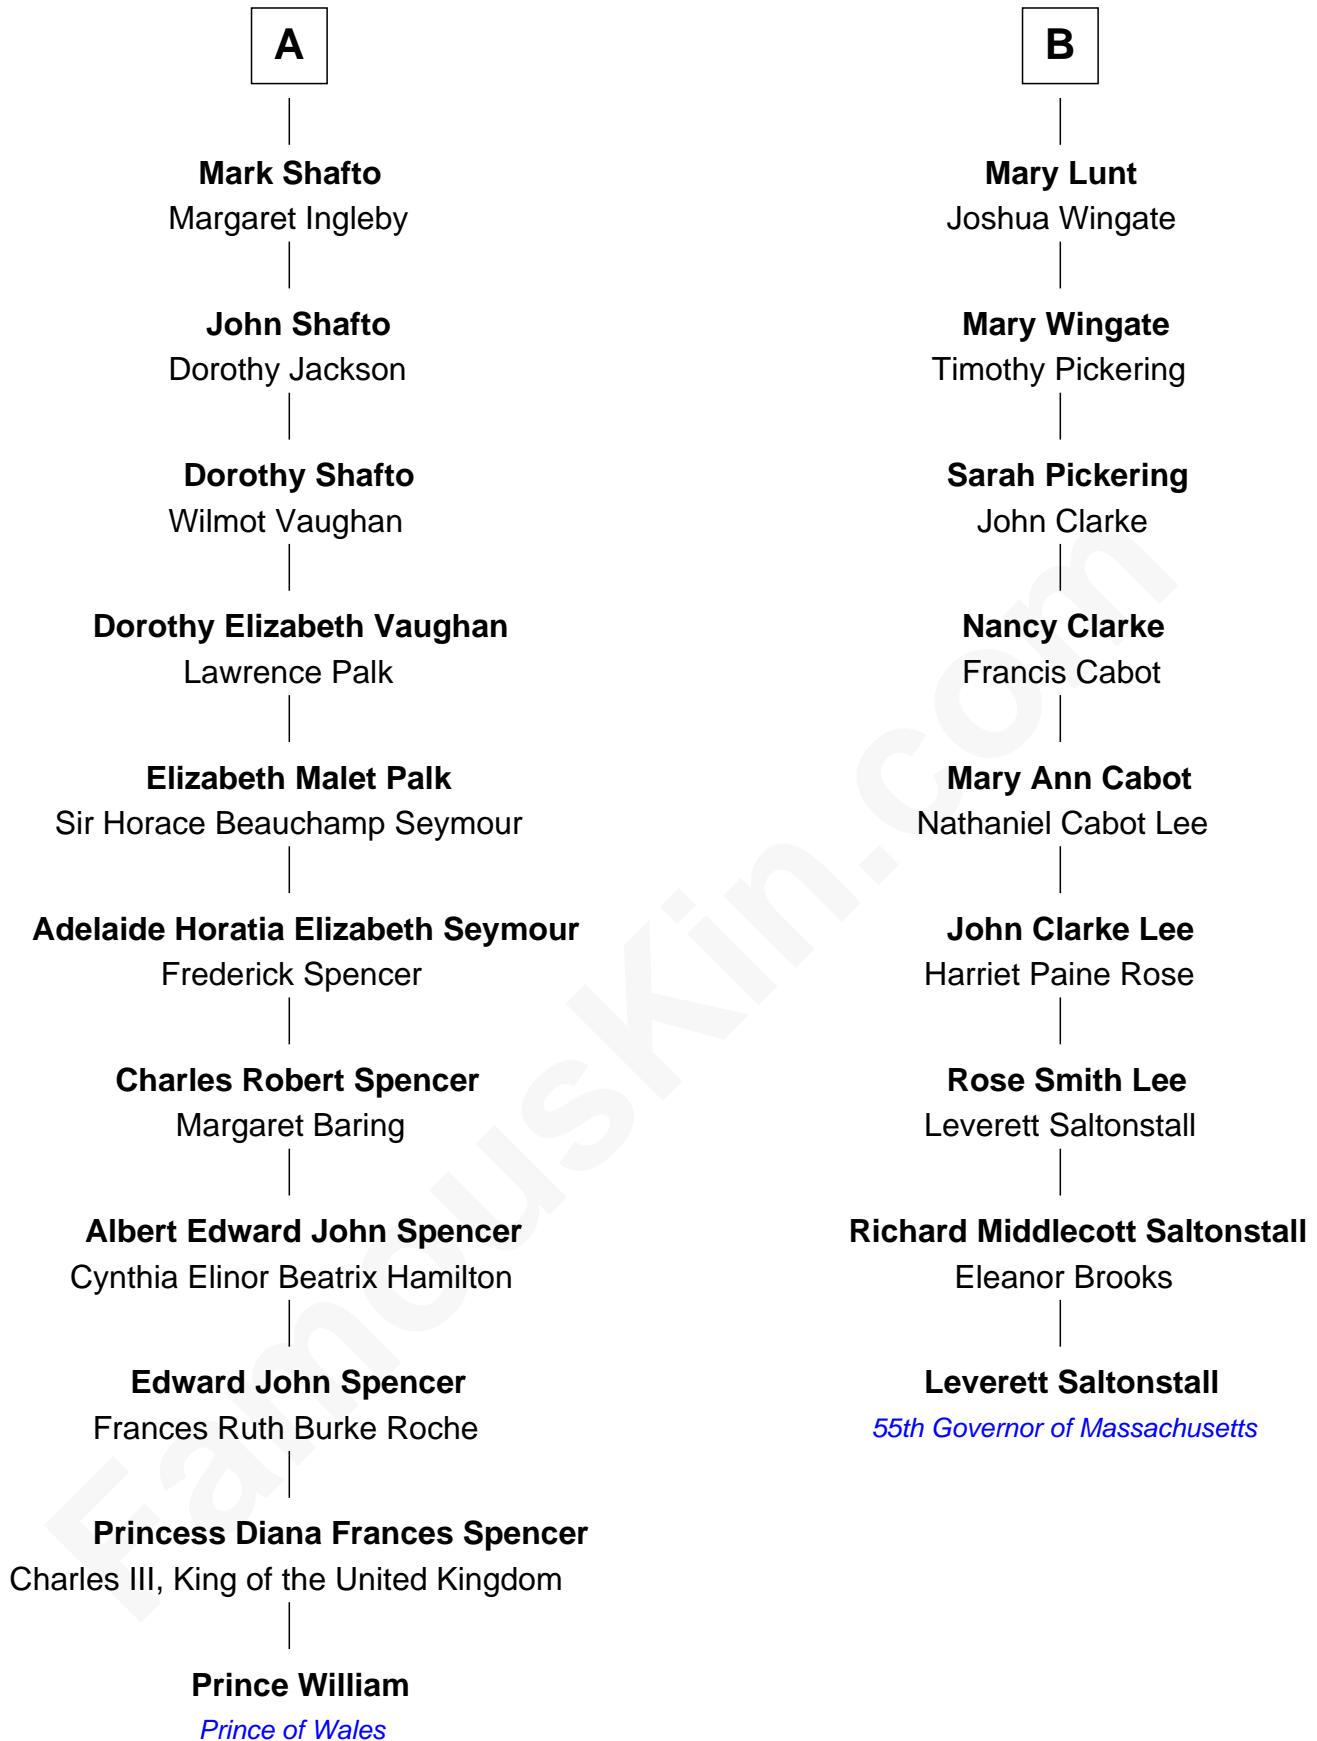 A
Mark Shafto
Margaret Ingleby
John Shafto
Dorothy Jackson
Dorothy Shafto
Wilmot Vaughan
Dorothy Elizabeth Vaughan
Lawrence Palk
Elizabeth Malet Palk
Sir Horace Beauchamp Seymour
Adelaide Horatia Elizabeth Seymour
Frederick Spencer
Charles Robert Spencer
Margaret Baring
Albert Edward John Spencer
Cynthia Elinor Beatrix Hamilton
Edward John Spencer
Frances Ruth Burke Roche
Princess Diana Frances Spencer
Charles III, King of the United Kingdom
Prince William
Prince of Wales
B
Mary Lunt
Joshua Wingate
Mary Wingate
Timothy Pickering
Sarah Pickering
John Clarke
Nancy Clarke
Francis Cabot
Mary Ann Cabot
Nathaniel Cabot Lee
John Clarke Lee
Harriet Paine Rose
Rose Smith Lee
Leverett Saltonstall
Richard Middlecott Saltonstall
Eleanor Brooks
Leverett Saltonstall
55th Governor of Massachusetts
FamousKin.com